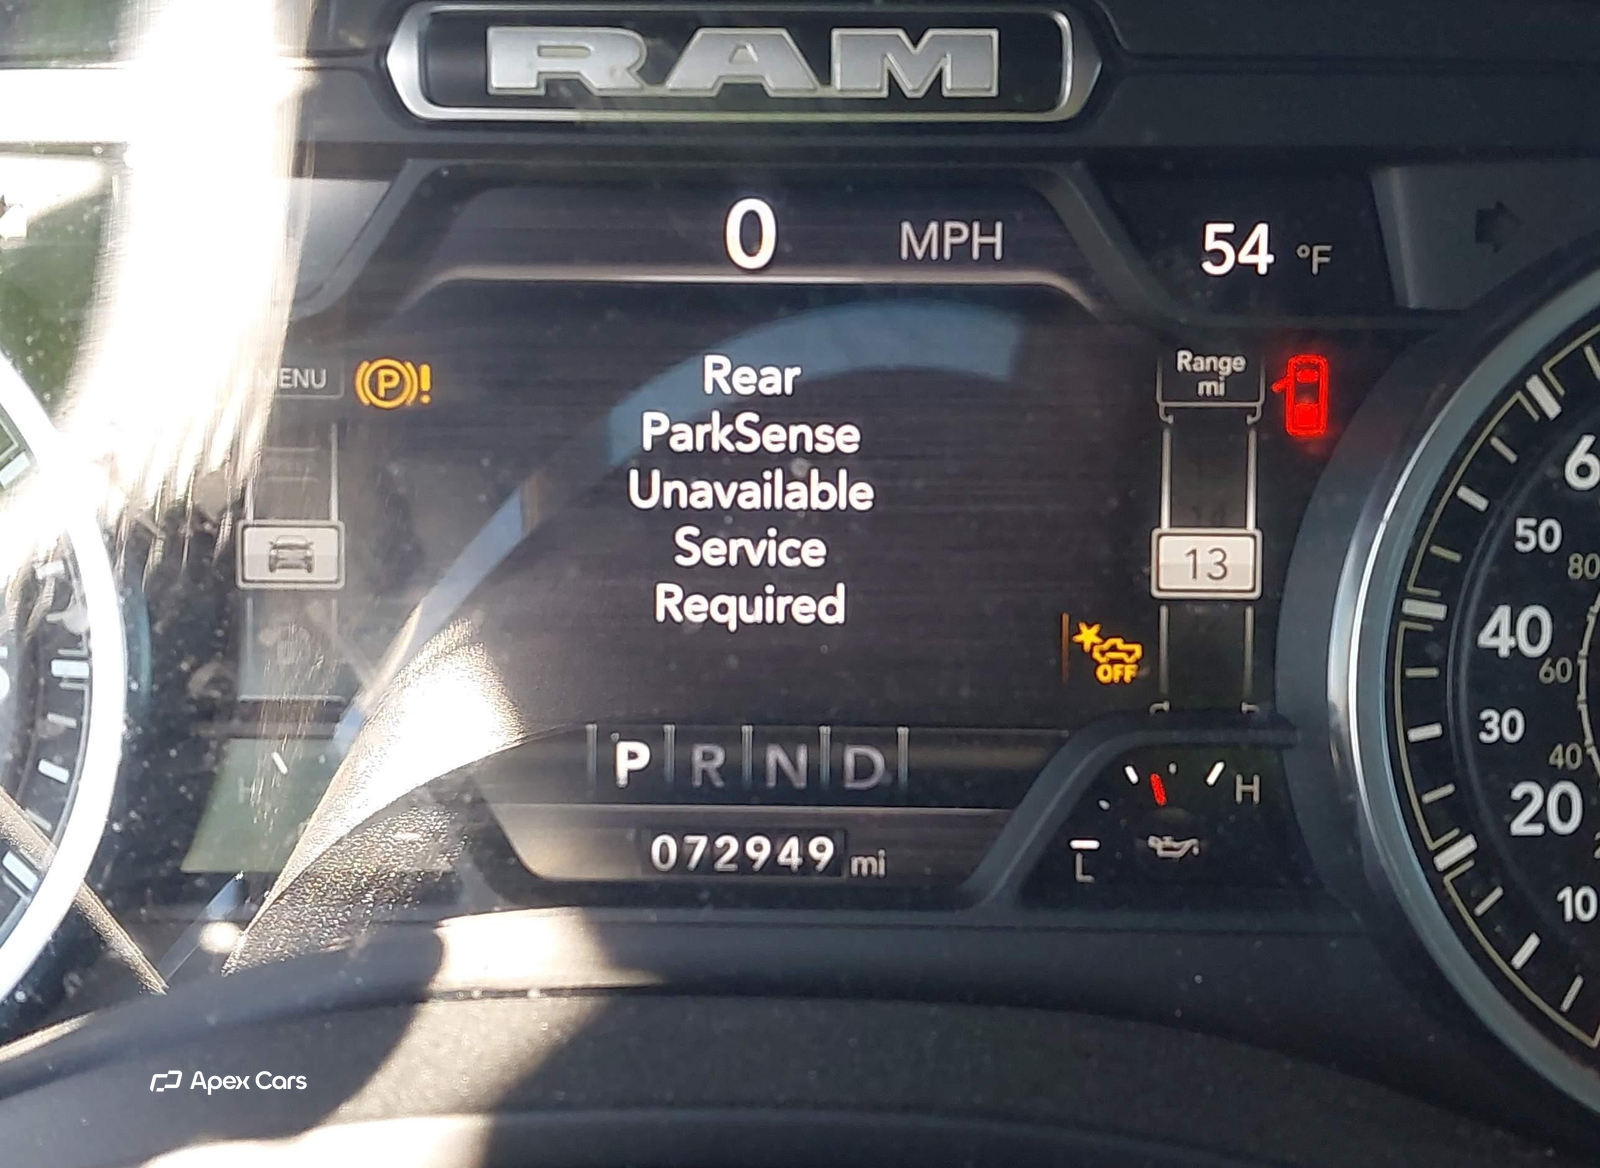 RAM
0 MPH 54 °F
MENU
P !
Rear
ParkSense
Unavailable
Service
Required
Range
mi
13
OFF
P R N D
H
L
072949 mi
50
40
30
20
10
80
60
40
Apex Cars